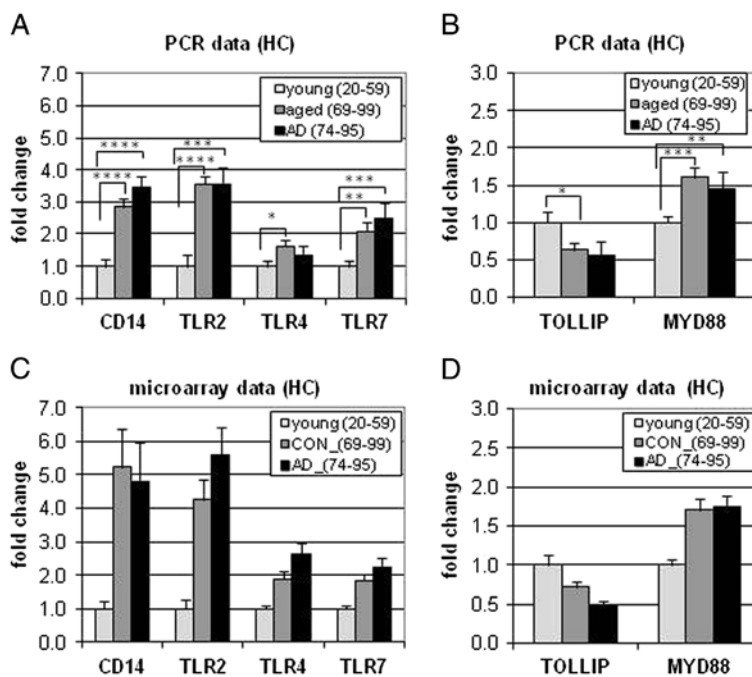 A
PCR data (HC)
fold change
7.0
6.0
5.0
4.0
3.0
2.0
1.0
0.0
young (20-59)
aged (69-99)
AD (74-95)
****
****
***
****
*
***
**
CD14 TLR2 TLR4 TLR7
B
PCR data (HC)
fold change
3.0
2.5
2.0
1.5
1.0
0.5
0.0
young (20-59)
aged (69-99)
AD (74-95)
*
**
***
TOLLIP MYD88
C
microarray data (HC)
fold change
7.0
6.0
5.0
4.0
3.0
2.0
1.0
0.0
young (20-59)
CON_(69-99)
AD_(74-95)
CD14 TLR2 TLR4 TLR7
D
microarray data (HC)
fold change
3.0
2.5
2.0
1.5
1.0
0.5
0.0
young (20-59)
CON_(69-99)
AD_(74-95)
TOLLIP MYD88